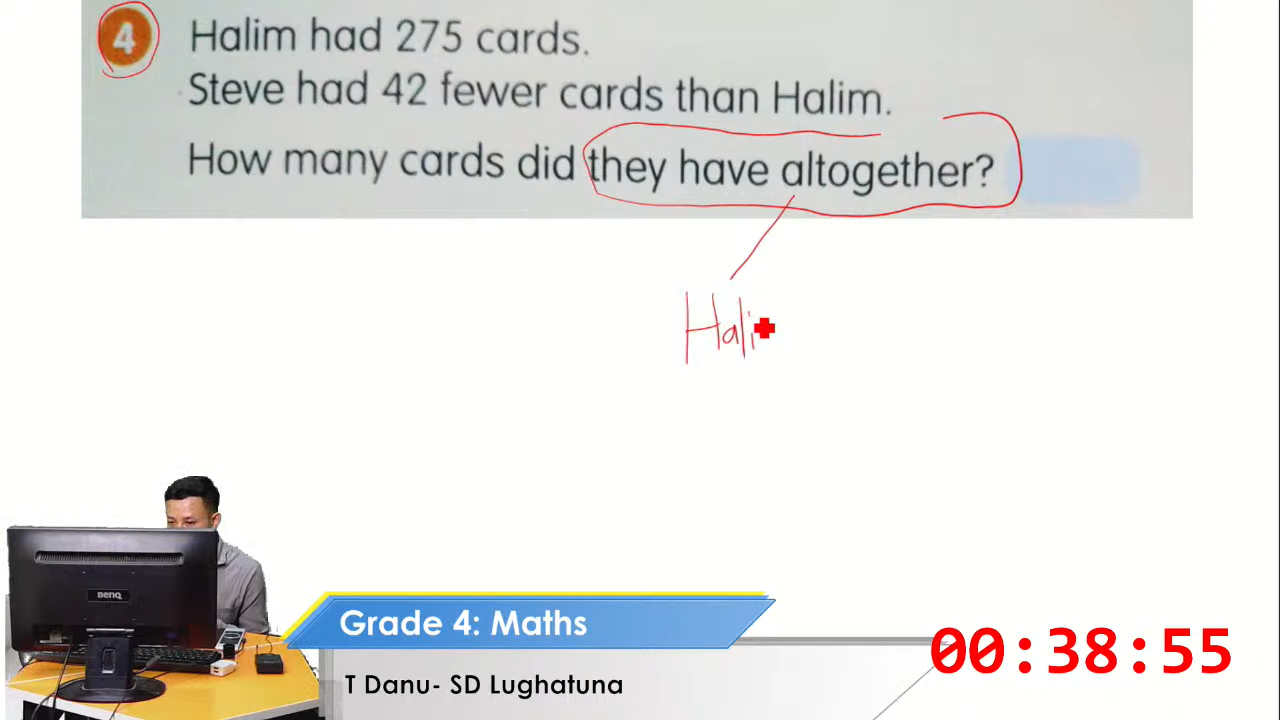 4 Halim had 275 cards.
Steve had 42 fewer cards than Halim.
How many cards did they have altogether?
Hali
BENQ
Grade 4: Maths
00:38:55
T Danu- SD Lughatuna